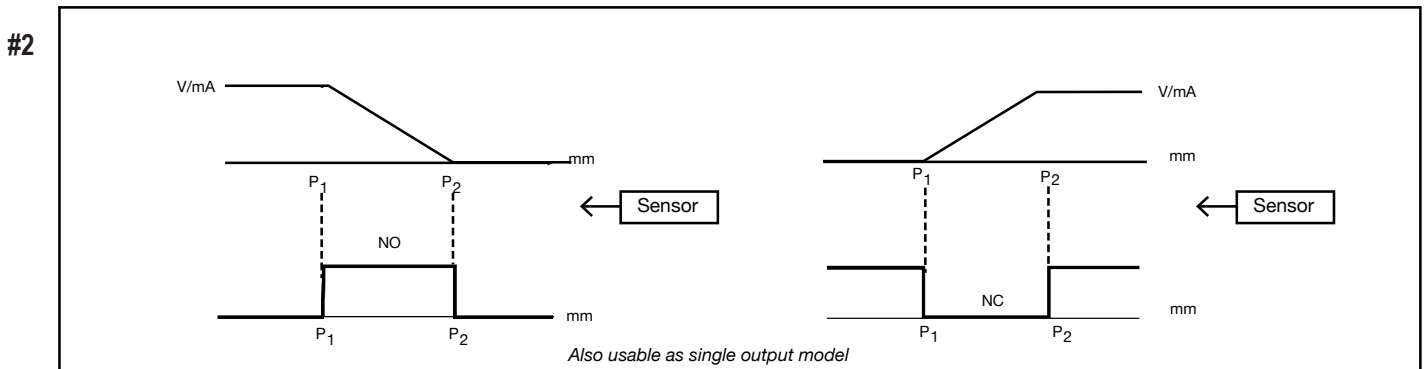 #2
V/mA
mm
P1
P2
Sensor
NO
mm
P1
P2
V/mA
mm
P1
P2
Sensor
NC
mm
P1
P2
Also usable as single output model